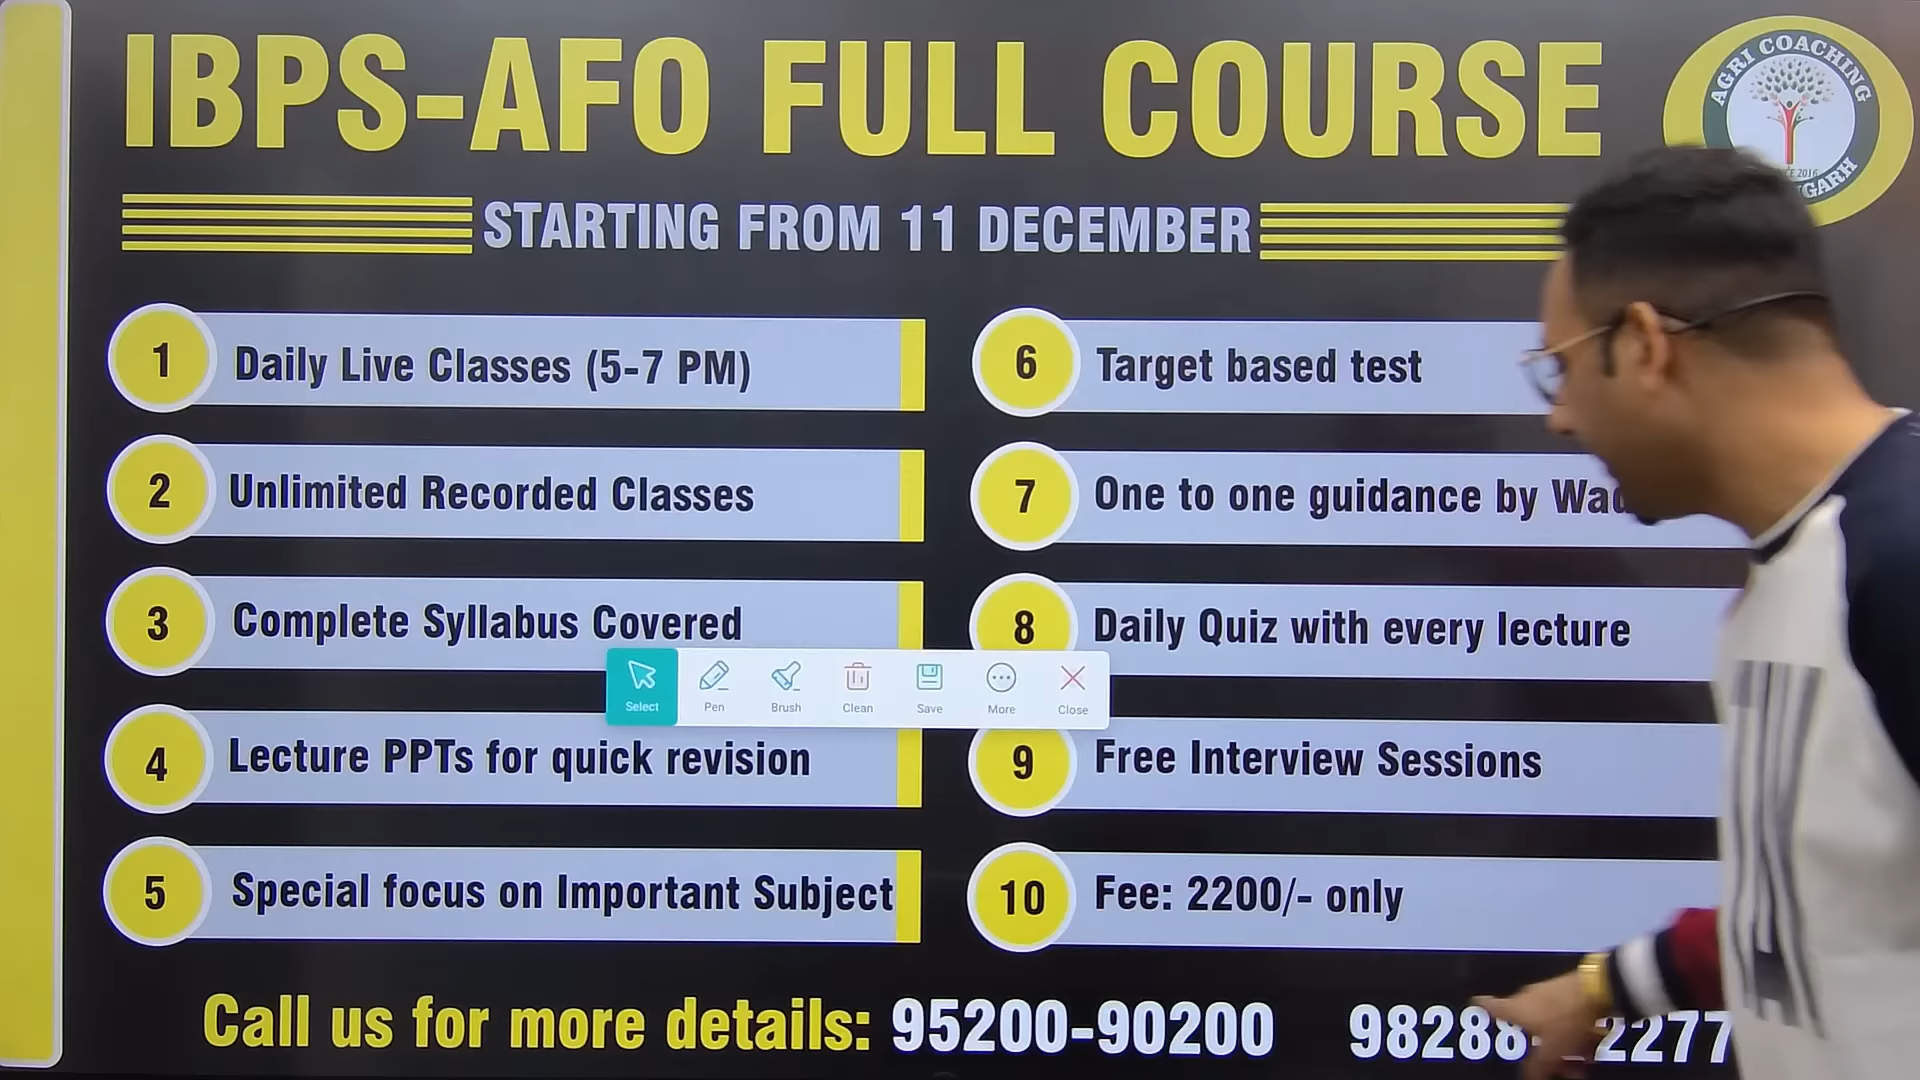 IBPS-AFO FULL COURSE
AGRI COACHING
STARTING FROM 11 DECEMBER
1 Daily Live Classes (5-7 PM)
2 Unlimited Recorded Classes
3 Complete Syllabus Covered
4 Lecture PPTs for quick revision
5 Special focus on Important Subject
6 Target based test
7 One to one guidance by
8 Daily Quiz with every lecture
9 Free Interview Sessions
10 Fee: 2200/- only
Select Pen Brush Clean Save More Close
Call us for more details: 95200-90200 98288 2277